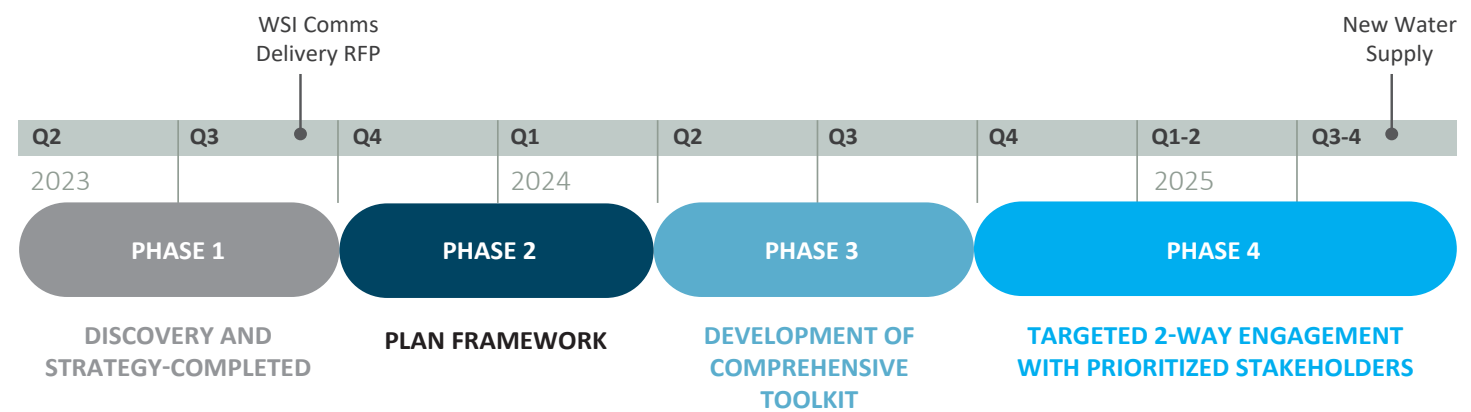 WSI Comms
Delivery RFP
New Water
Supply
Q2
Q3
Q4
Q1
Q2
Q3
Q4
Q1-2
Q3-4
2023
2024
2025
PHASE 1
PHASE 2
PHASE 3
PHASE 4
DISCOVERY AND
STRATEGY-COMPLETED
PLAN FRAMEWORK
DEVELOPMENT OF
COMPREHENSIVE
TOOLKIT
TARGETED 2-WAY ENGAGEMENT
WITH PRIORITIZED STAKEHOLDERS